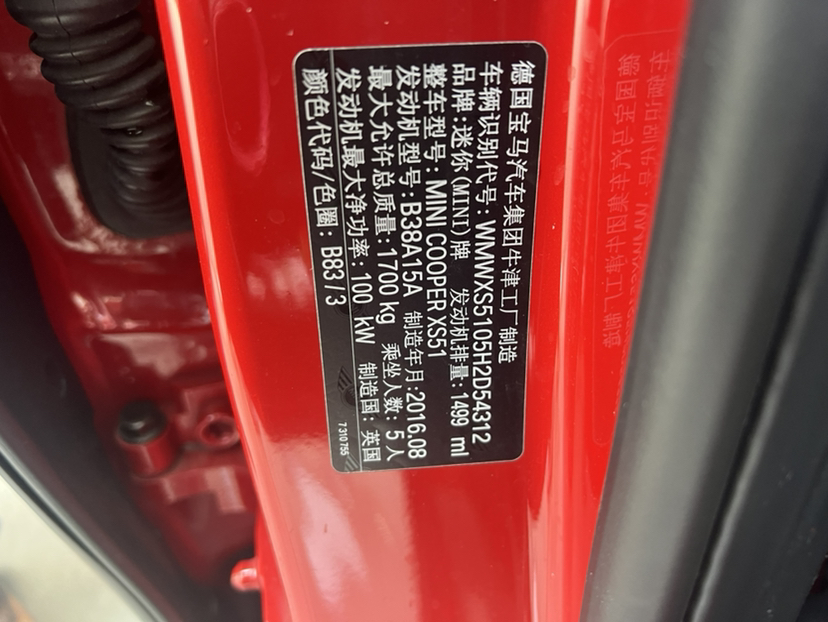 德国宝马汽车集团牛津工厂 制造
车辆识别代号: WMWXS5105H2D54312
品牌:迷你(MINI)牌 发动机排量:1499 ml
整车型号: MINI COOPER XS51
发动机型号:B38A15A 制造年月:2016.08
最大允许总质量:1700 kg 乘坐人数: 5人
发动机最大净功率: 100 kW 制造国: 英国
颜色代码/色圈: B83 / 3
7 310 755